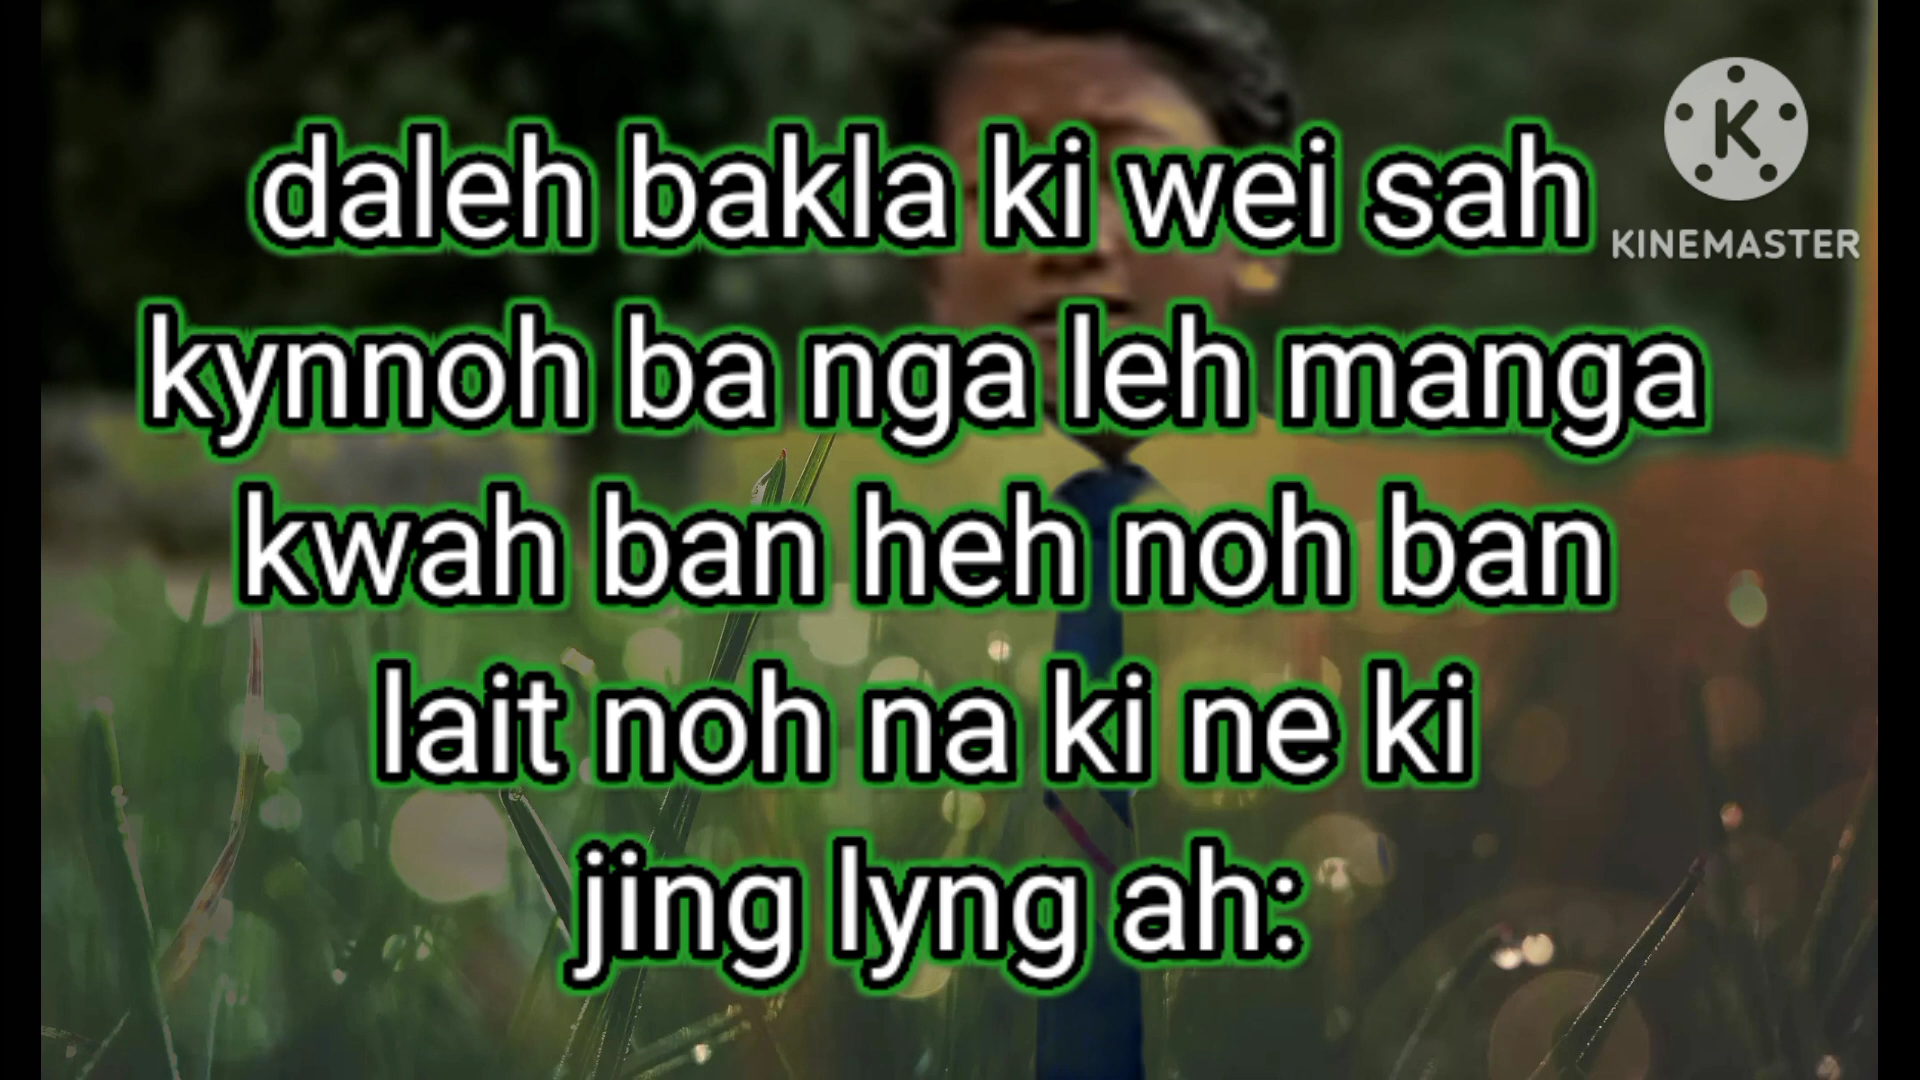 daleh bakla ki wei sah
kynnoh ba nga leh manga
kwah ban heh noh ban
lait noh na ki ne ki
jing lyng ah:
KINEMASTER